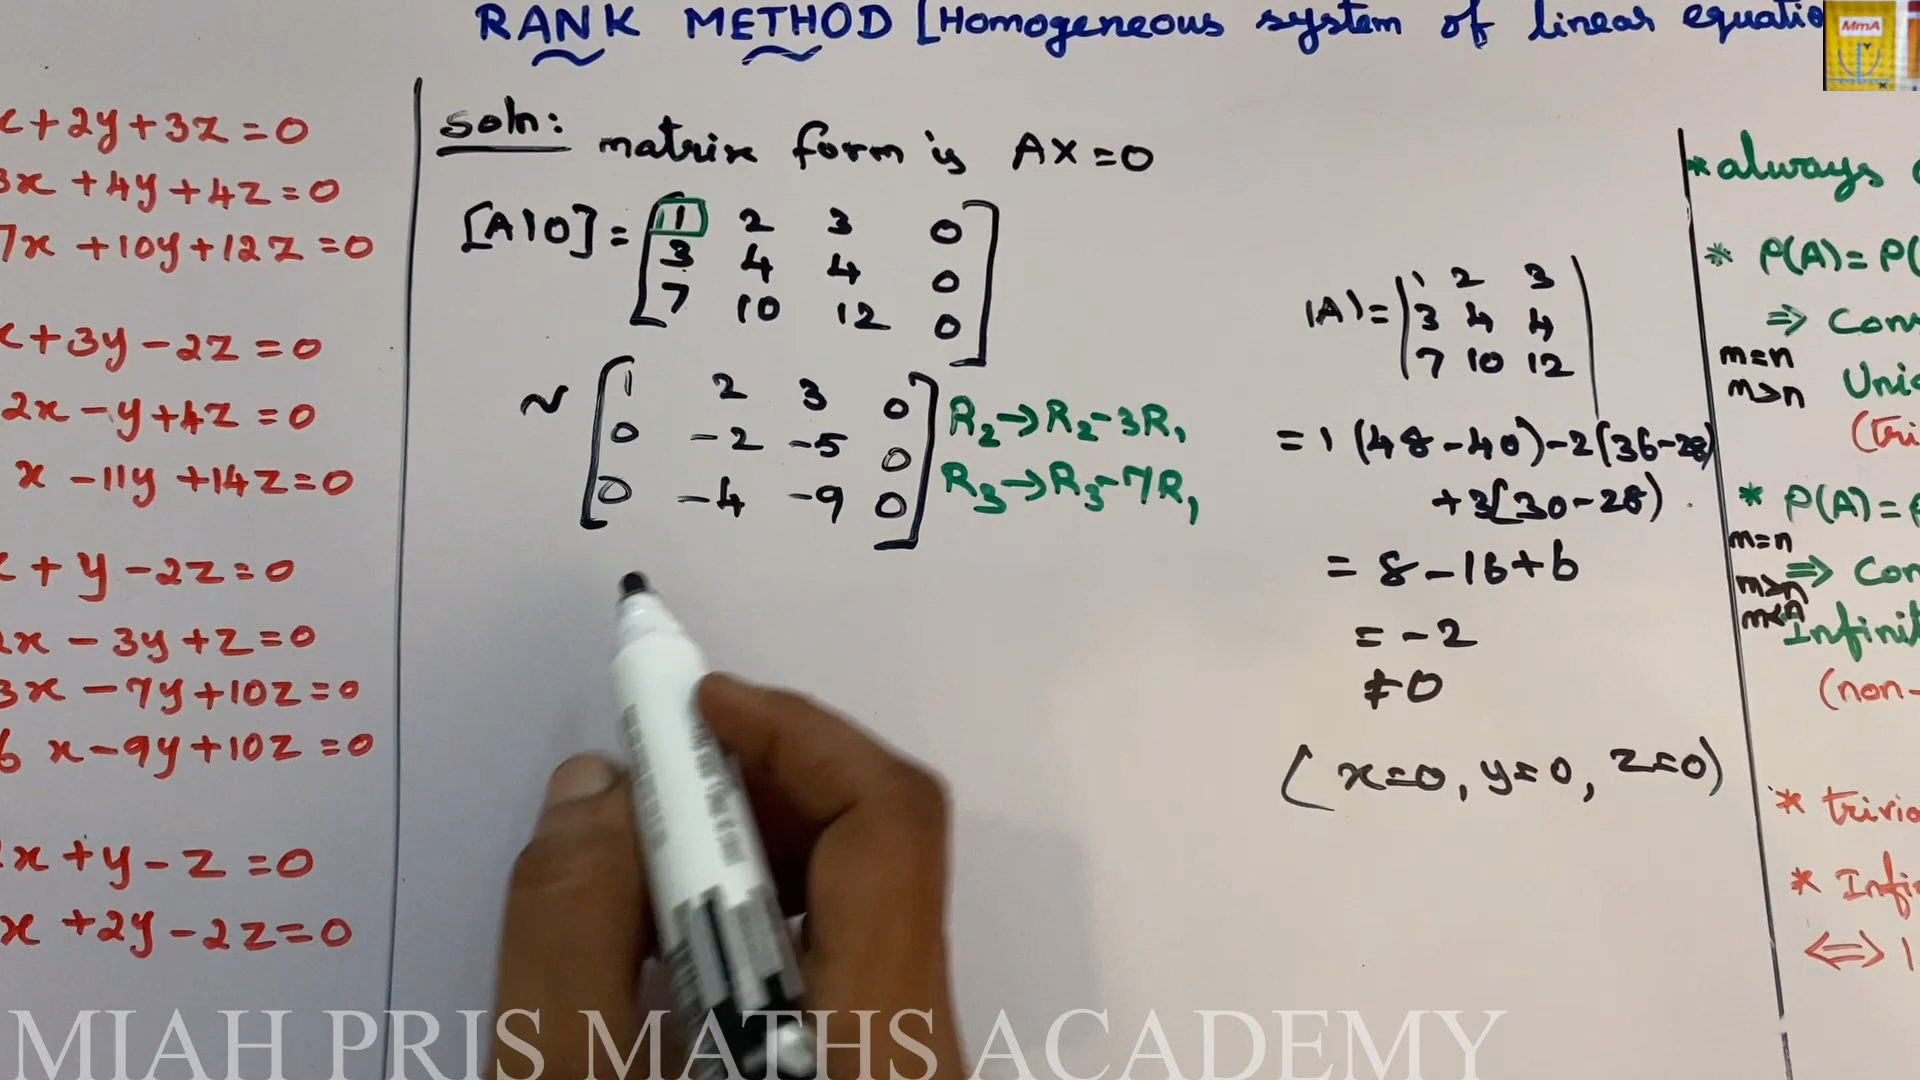 RANK METHOD [Homogeneous system of linear equatio
MmA
x+2y+3z=0
3x+4y+4z=0
7x+10y+12z=0
x+3y-2z=0
2x-y+4z=0
x-11y+14z=0
x+y-2z=0
2x-3y+z=0
3x-7y+10z=0
6x-9y+10z=0
x+y-z=0
x+2y-2z=0
soln: matrix form is AX=0
[A|0]= [1 2 3 0
3 4 4 0
7 10 12 0]
~ [1 2 3 0
0 -2 -5 0
0 -4 -9 0]
R2→R2-3R1
R3→R3-7R1
|A|= |1 2 3
3 4 4
7 10 12|
=1(48-40)-2(36-28)
+3(30-28)
=8-16+6
=-2
≠0
(x=0, y=0, z=0)
*always
* ρ(A)=ρ(
⇒ Con
m=n
m>n
Uni
(tri
* ρ(A)=
m=n
m>n
m<n
⇒ Con
Infinit
(non-
* trivi
* Infi
⇔
MIAH PRIS MATHS ACADEMY